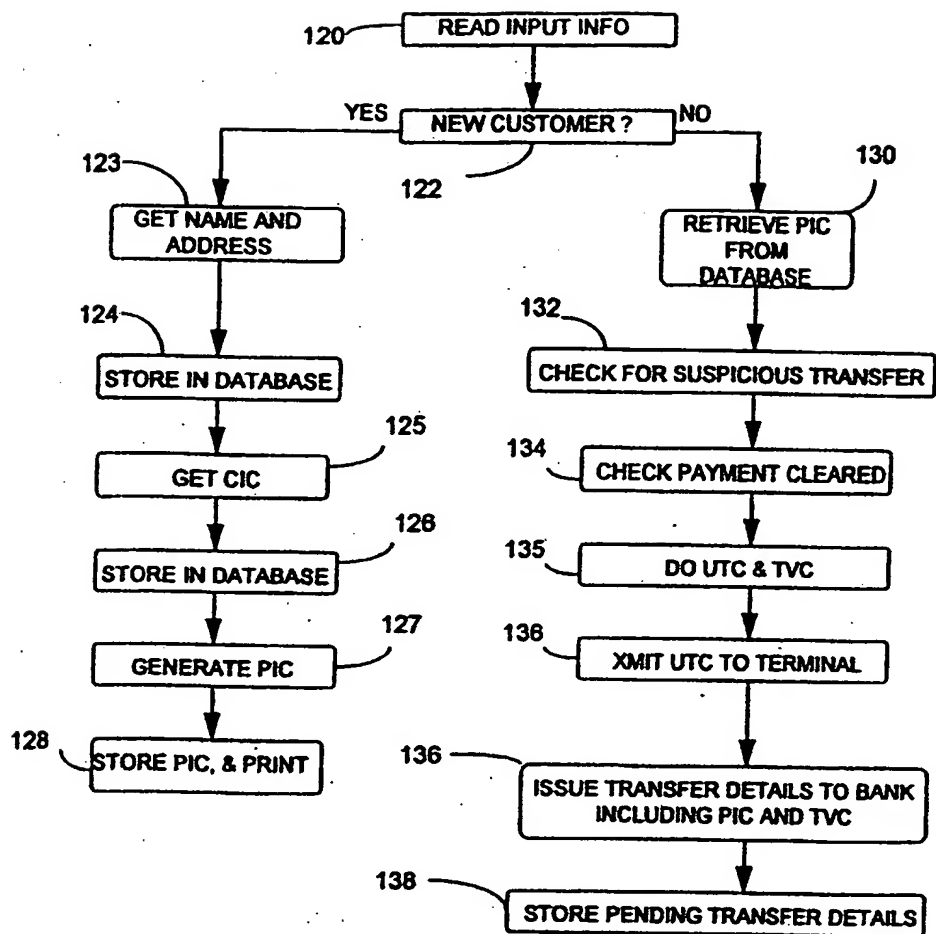 120
READ INPUT INFO
YES
NEW CUSTOMER ?
NO
122
123
GET NAME AND
ADDRESS
124
STORE IN DATABASE
125
GET CIC
126
STORE IN DATABASE
127
GENERATE PIC
128
STORE PIC, & PRINT
130
RETRIEVE PIC
FROM
DATABASE
132
CHECK FOR SUSPICIOUS TRANSFER
134
CHECK PAYMENT CLEARED
135
DO UTC & TVC
136
XMIT UTC TO TERMINAL
136
ISSUE TRANSFER DETAILS TO BANK
INCLUDING PIC AND TVC
138
STORE PENDING TRANSFER DETAILS